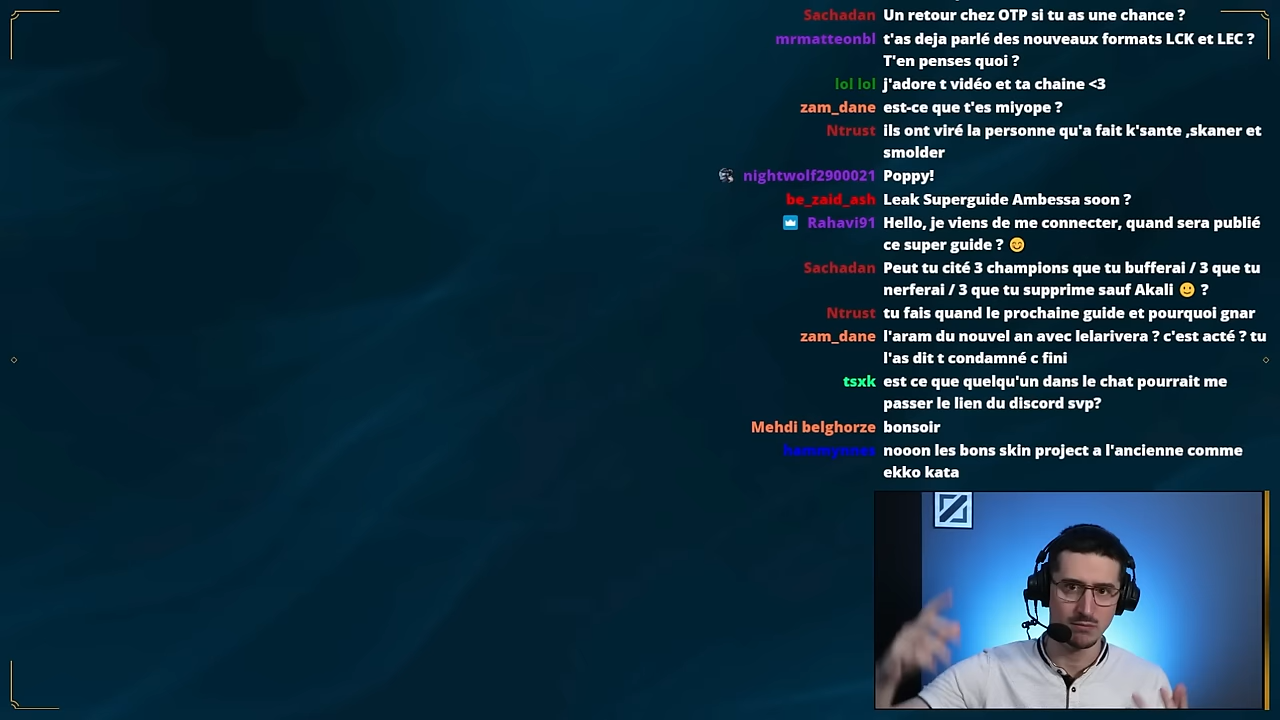 Sachadan Un retour chez OTP si tu as une chance ?
mrmatteonbl t'as deja parlé des nouveaux formats LCK et LEC ?
T'en penses quoi ?
lol lol j'adore t vidéo et ta chaine <3
zam_dane est-ce que t'es miyope ?
Ntrust ils ont viré la personne qu'a fait k'sante ,skaner et
smolder
nightwolf2900021 Poppy!
be_zaid_ash Leak Superguide Ambessa soon ?
Rahavi91 Hello, je viens de me connecter, quand sera publié
ce super guide ? 😊
Sachadan Peut tu cité 3 champions que tu bufferai / 3 que tu
nerferai / 3 que tu supprime sauf Akali 🙂 ?
Ntrust tu fais quand le prochaine guide et pourquoi gnar
zam_dane l'aram du nouvel an avec lelarivera ? c'est acté ? tu
l'as dit t condamné c fini
tsxk est ce que quelqu'un dans le chat pourrait me
passer le lien du discord svp?
Mehdi belghorze bonsoir
nooon les bons skin project a l'ancienne comme
ekko kata